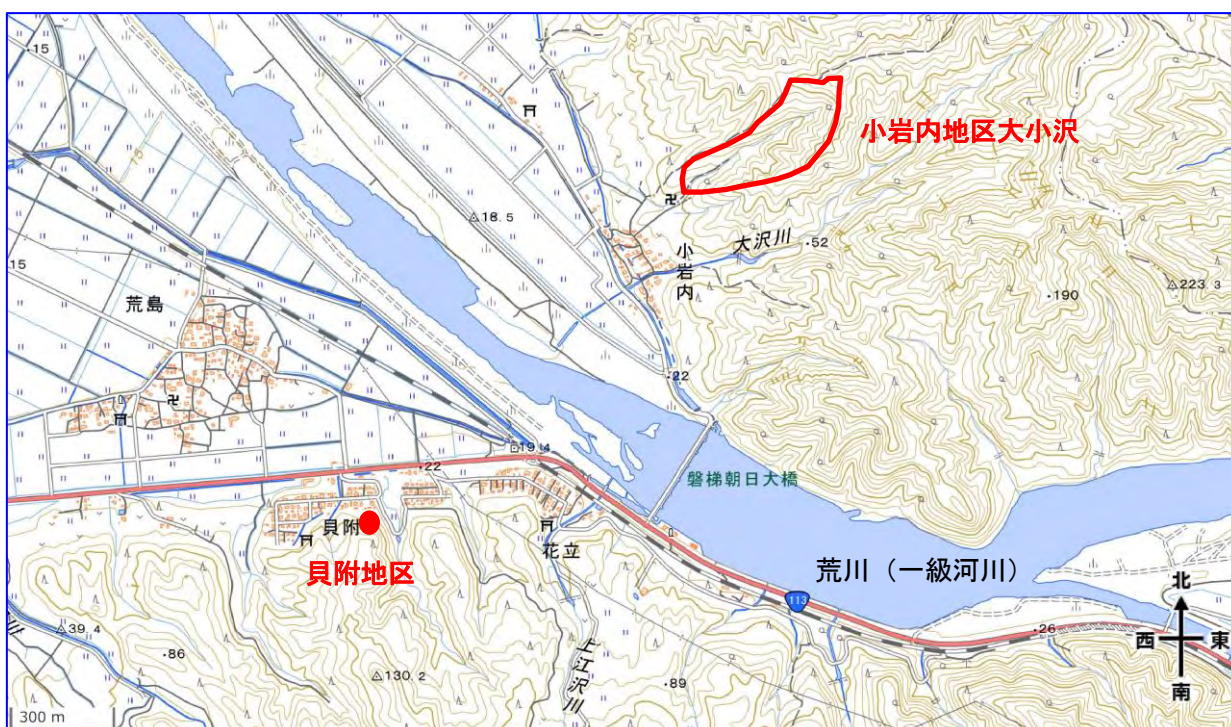 15
小岩内地区大小沢
18.5
大沢川
52
小岩内
15
荒島
190
223.3
22
19.4
22
磐梯朝日大橋
貝附
花立
荒川（一級河川）
貝附地区
113
北
西
東
南
26
39.4
川
86
130.2
上江沢川
89
300 m